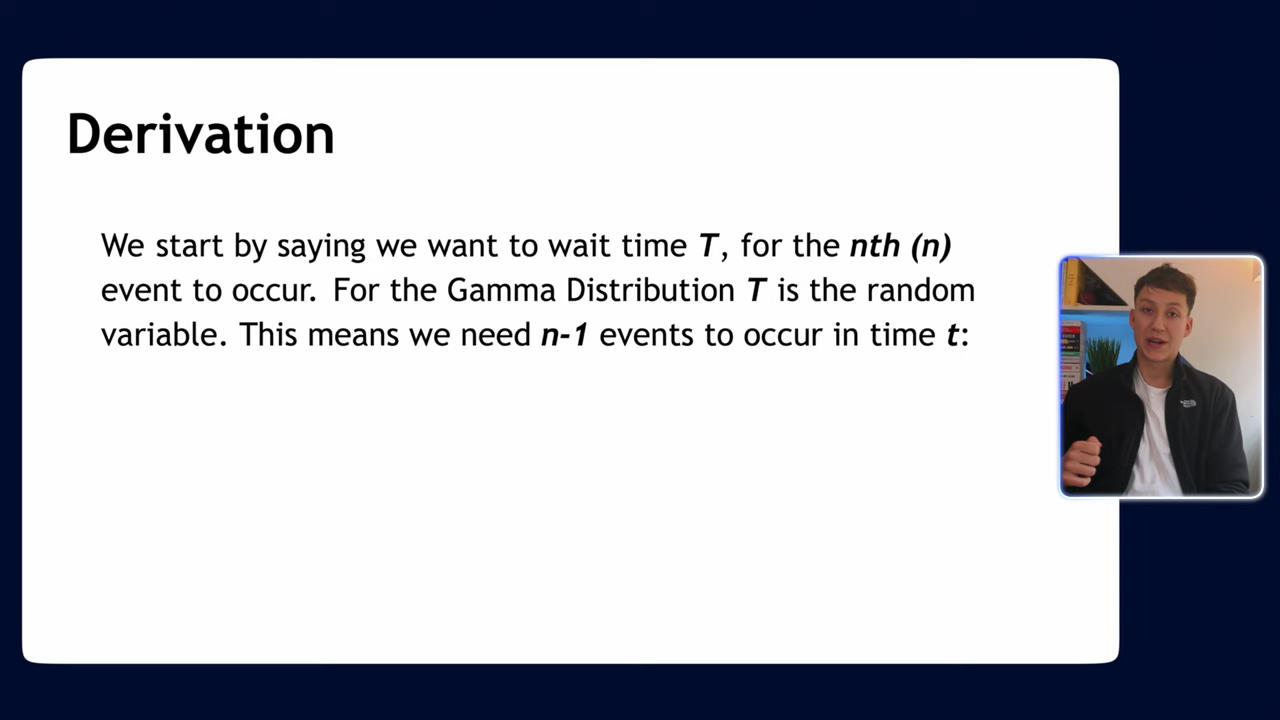 Derivation
We start by saying we want to wait time T, for the nth (n)
event to occur. For the Gamma Distribution T is the random
variable. This means we need n-1 events to occur in time t: